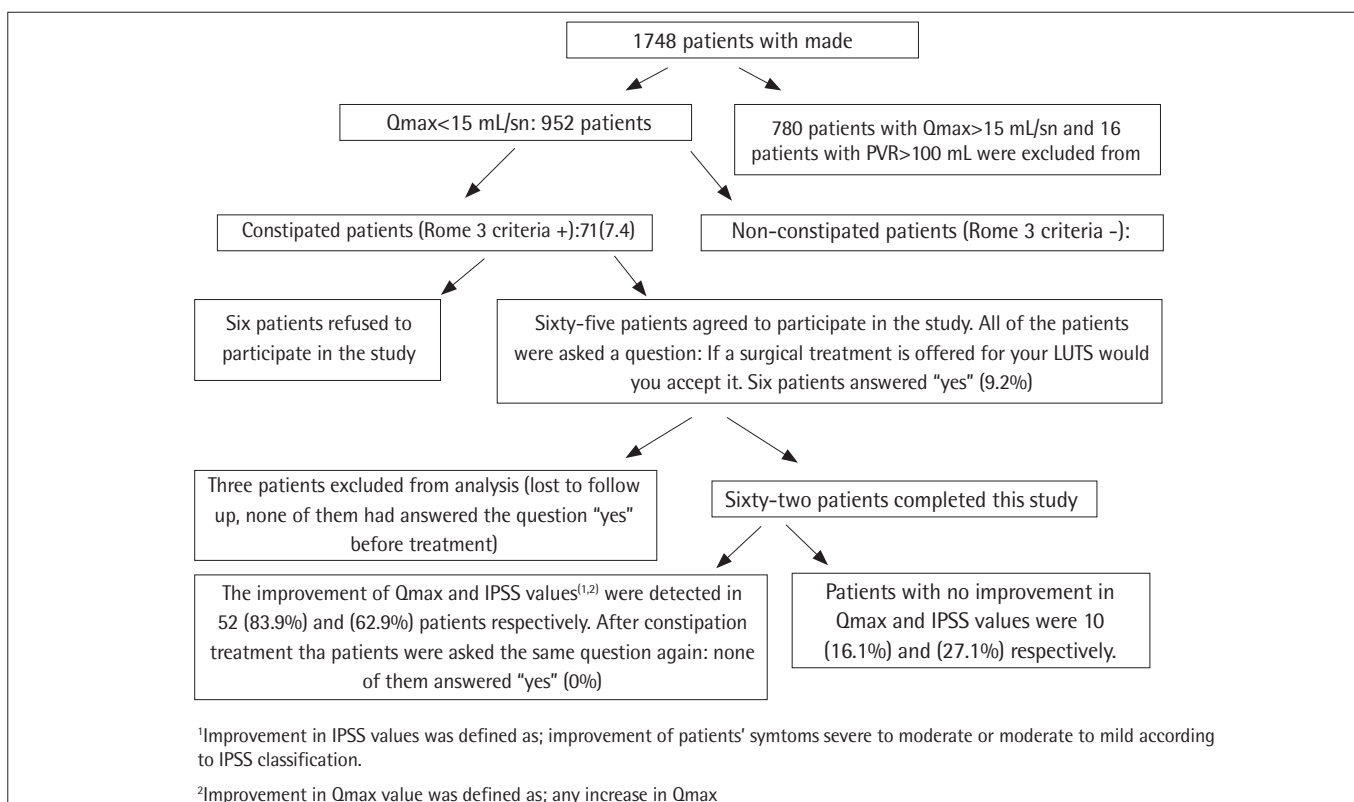 1748 patients with made
Qmax<15 mL/sn: 952 patients
780 patients with Qmax>15 mL/sn and 16
patients with PVR>100 mL were excluded from
Constipated patients (Rome 3 criteria +):71(7.4)
Non-constipated patients (Rome 3 criteria -):
Six patients refused to
participate in the study
Sixty-five patients agreed to participate in the study. All of the patients
were asked a question: If a surgical treatment is offered for your LUTS would
you accept it. Six patients answered “yes” (9.2%)
Three patients excluded from analysis (lost to follow
up, none of them had answered the question “yes”
before treatment)
Sixty-two patients completed this study
The improvement of Qmax and IPSS values(1,2) were detected in
52 (83.9%) and (62.9%) patients respectively. After constipation
treatment tha patients were asked the same question again: none
of them answered “yes” (0%)
Patients with no improvement in
Qmax and IPSS values were 10
(16.1%) and (27.1%) respectively.
1Improvement in IPSS values was defined as; improvement of patients’ symtoms severe to moderate or moderate to mild according
to IPSS classification.
2Improvement in Qmax value was defined as; any increase in Qmax